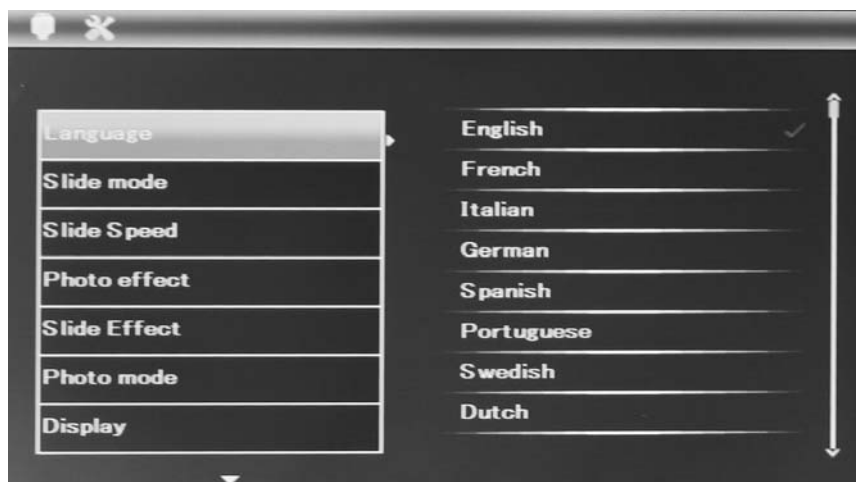 Language
Slide mode
Slide Speed
Photo effect
Slide Effect
Photo mode
Display
English
French
Italian
German
Spanish
Portuguese
Swedish
Dutch